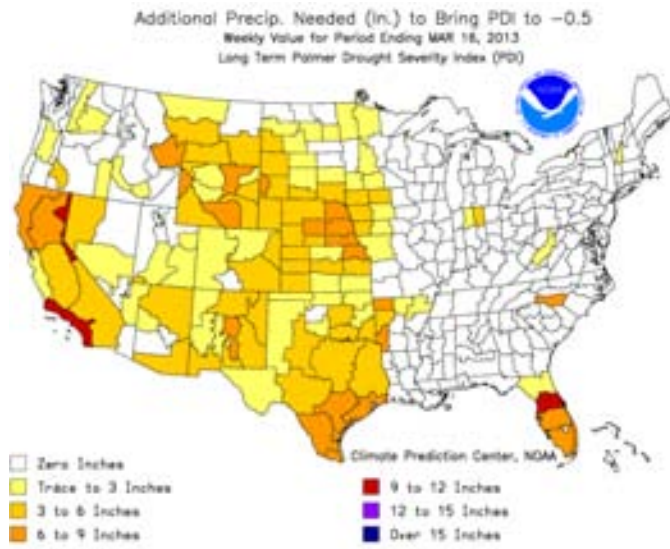 Additional Precip. Needed (In.) to Bring PDI to -0.5
Weekly Value for Period Ending MAR 16, 2013
Long Term Palmer Drought Severity Index (PDI)
NOAA
Climate Prediction Center, NOAA
Zero Inches
Trace to 3 Inches
3 to 6 Inches
6 to 9 Inches
9 to 12 Inches
12 to 15 Inches
Over 15 Inches